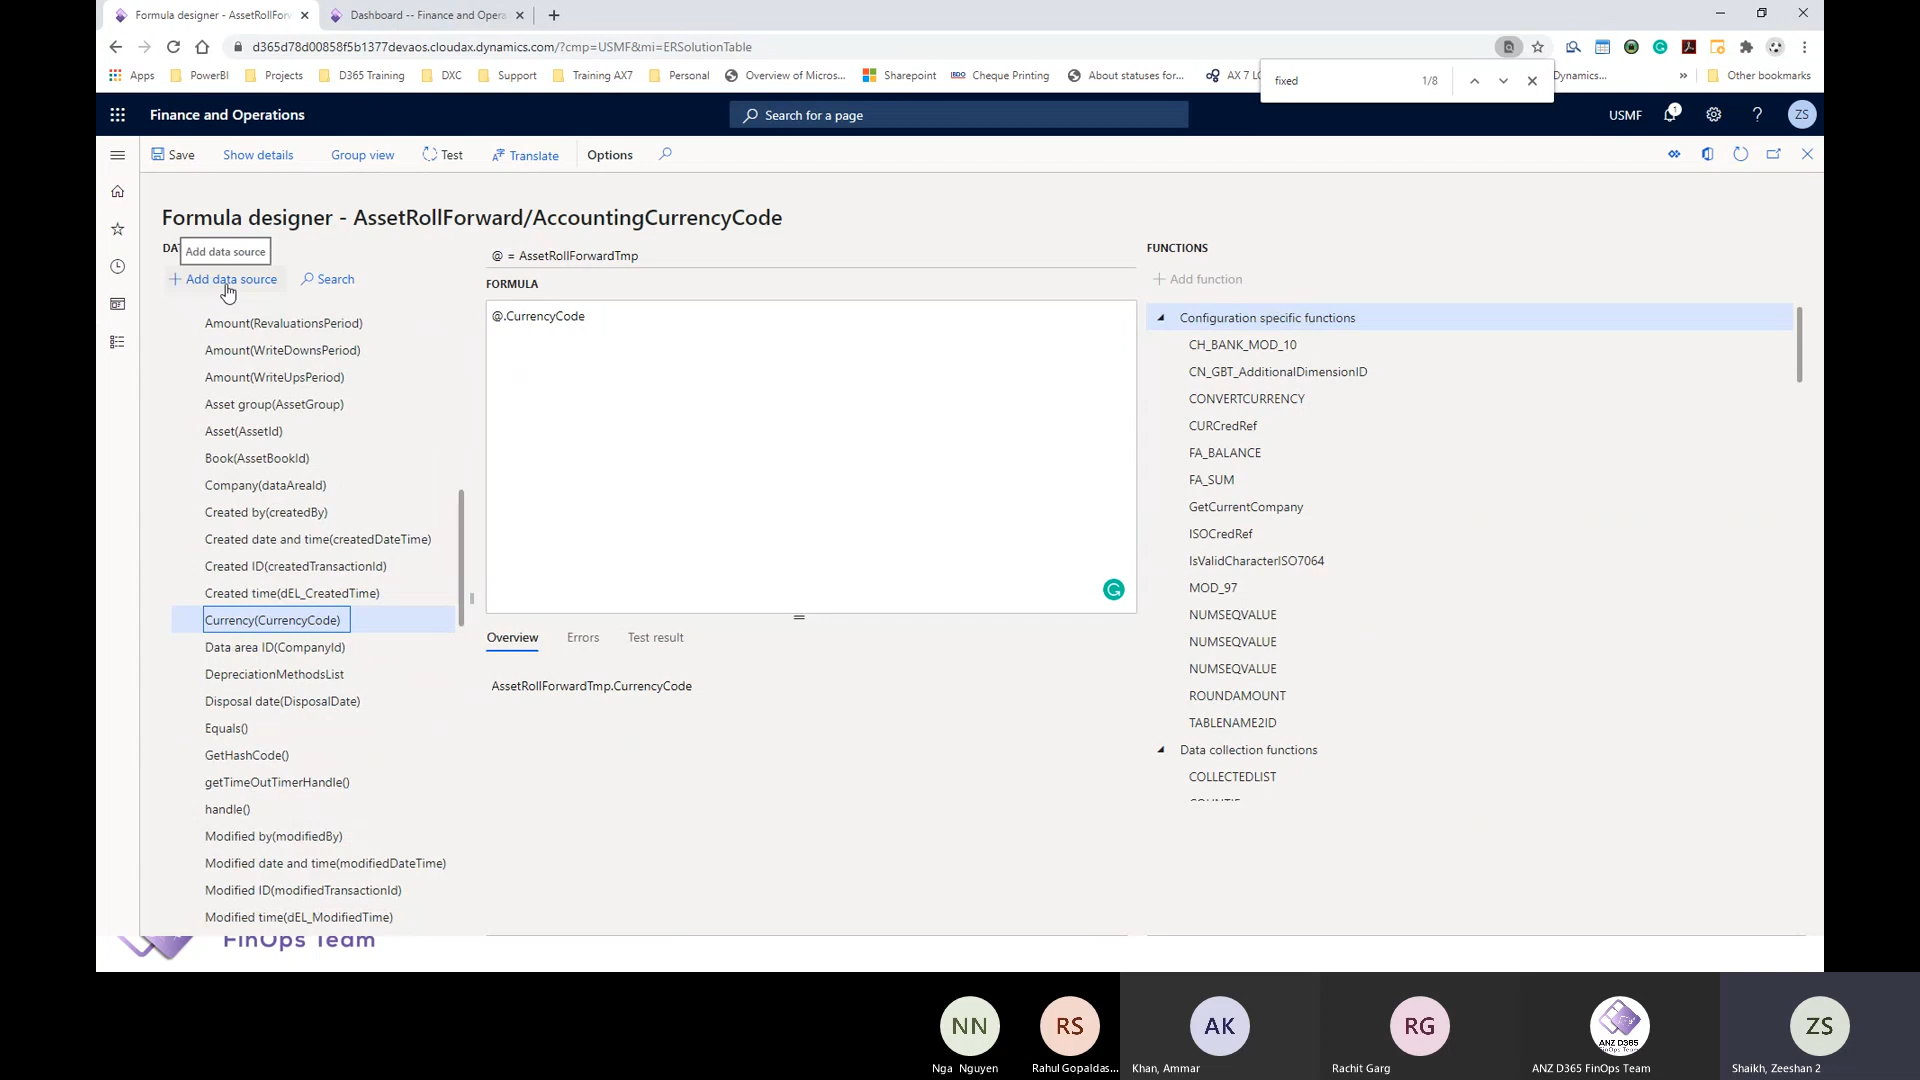 Formula designer - AssetRollForw
Dashboard -- Finance and Opera
d365d78d00858f5b1377devaos.cloudax.dynamics.com/?cmp=USMF&mi=ERSolutionTable
Apps
PowerBI
Projects
D365 Training
DXC
Support
Training AX7
Personal
Overview of Micros...
Sharepoint
Cheque Printing
About statuses for...
AX 7 LC
Dynamics...
»
Other bookmarks
fixed 1/8
Finance and Operations
Search for a page
USMF
1
?
ZS
Save
Show details
Group view
Test
Translate
Options
Formula designer - AssetRollForward/AccountingCurrencyCode
DAT
Add data source
+ Add data source
Search
Amount(RevaluationsPeriod)
Amount(WriteDownsPeriod)
Amount(WriteUpsPeriod)
Asset group(AssetGroup)
Asset(AssetId)
Book(AssetBookId)
Company(dataAreaId)
Created by(createdBy)
Created date and time(createdDateTime)
Created ID(createdTransactionId)
Created time(dEL_CreatedTime)
Currency(CurrencyCode)
Data area ID(CompanyId)
DepreciationMethodsList
Disposal date(DisposalDate)
Equals()
GetHashCode()
getTimeOutTimerHandle()
handle()
Modified by(modifiedBy)
Modified date and time(modifiedDateTime)
Modified ID(modifiedTransactionId)
Modified time(dEL_ModifiedTime)
@ = AssetRollForwardTmp
FORMULA
@.CurrencyCode
Overview
Errors
Test result
AssetRollForwardTmp.CurrencyCode
FUNCTIONS
+ Add function
Configuration specific functions
CH_BANK_MOD_10
CN_GBT_AdditionalDimensionID
CONVERTCURRENCY
CURCredRef
FA_BALANCE
FA_SUM
GetCurrentCompany
ISOCredRef
IsValidCharacterISO7064
MOD_97
NUMSEQVALUE
NUMSEQVALUE
NUMSEQVALUE
ROUNDAMOUNT
TABLENAME2ID
Data collection functions
COLLECTEDLIST
FinOps Team
NN
Nga Nguyen
RS
Rahul Gopaldas...
AK
Khan, Ammar
RG
Rachit Garg
ANZ D365
FinOps Team
ANZ D365 FinOps Team
ZS
Shaikh, Zeeshan 2